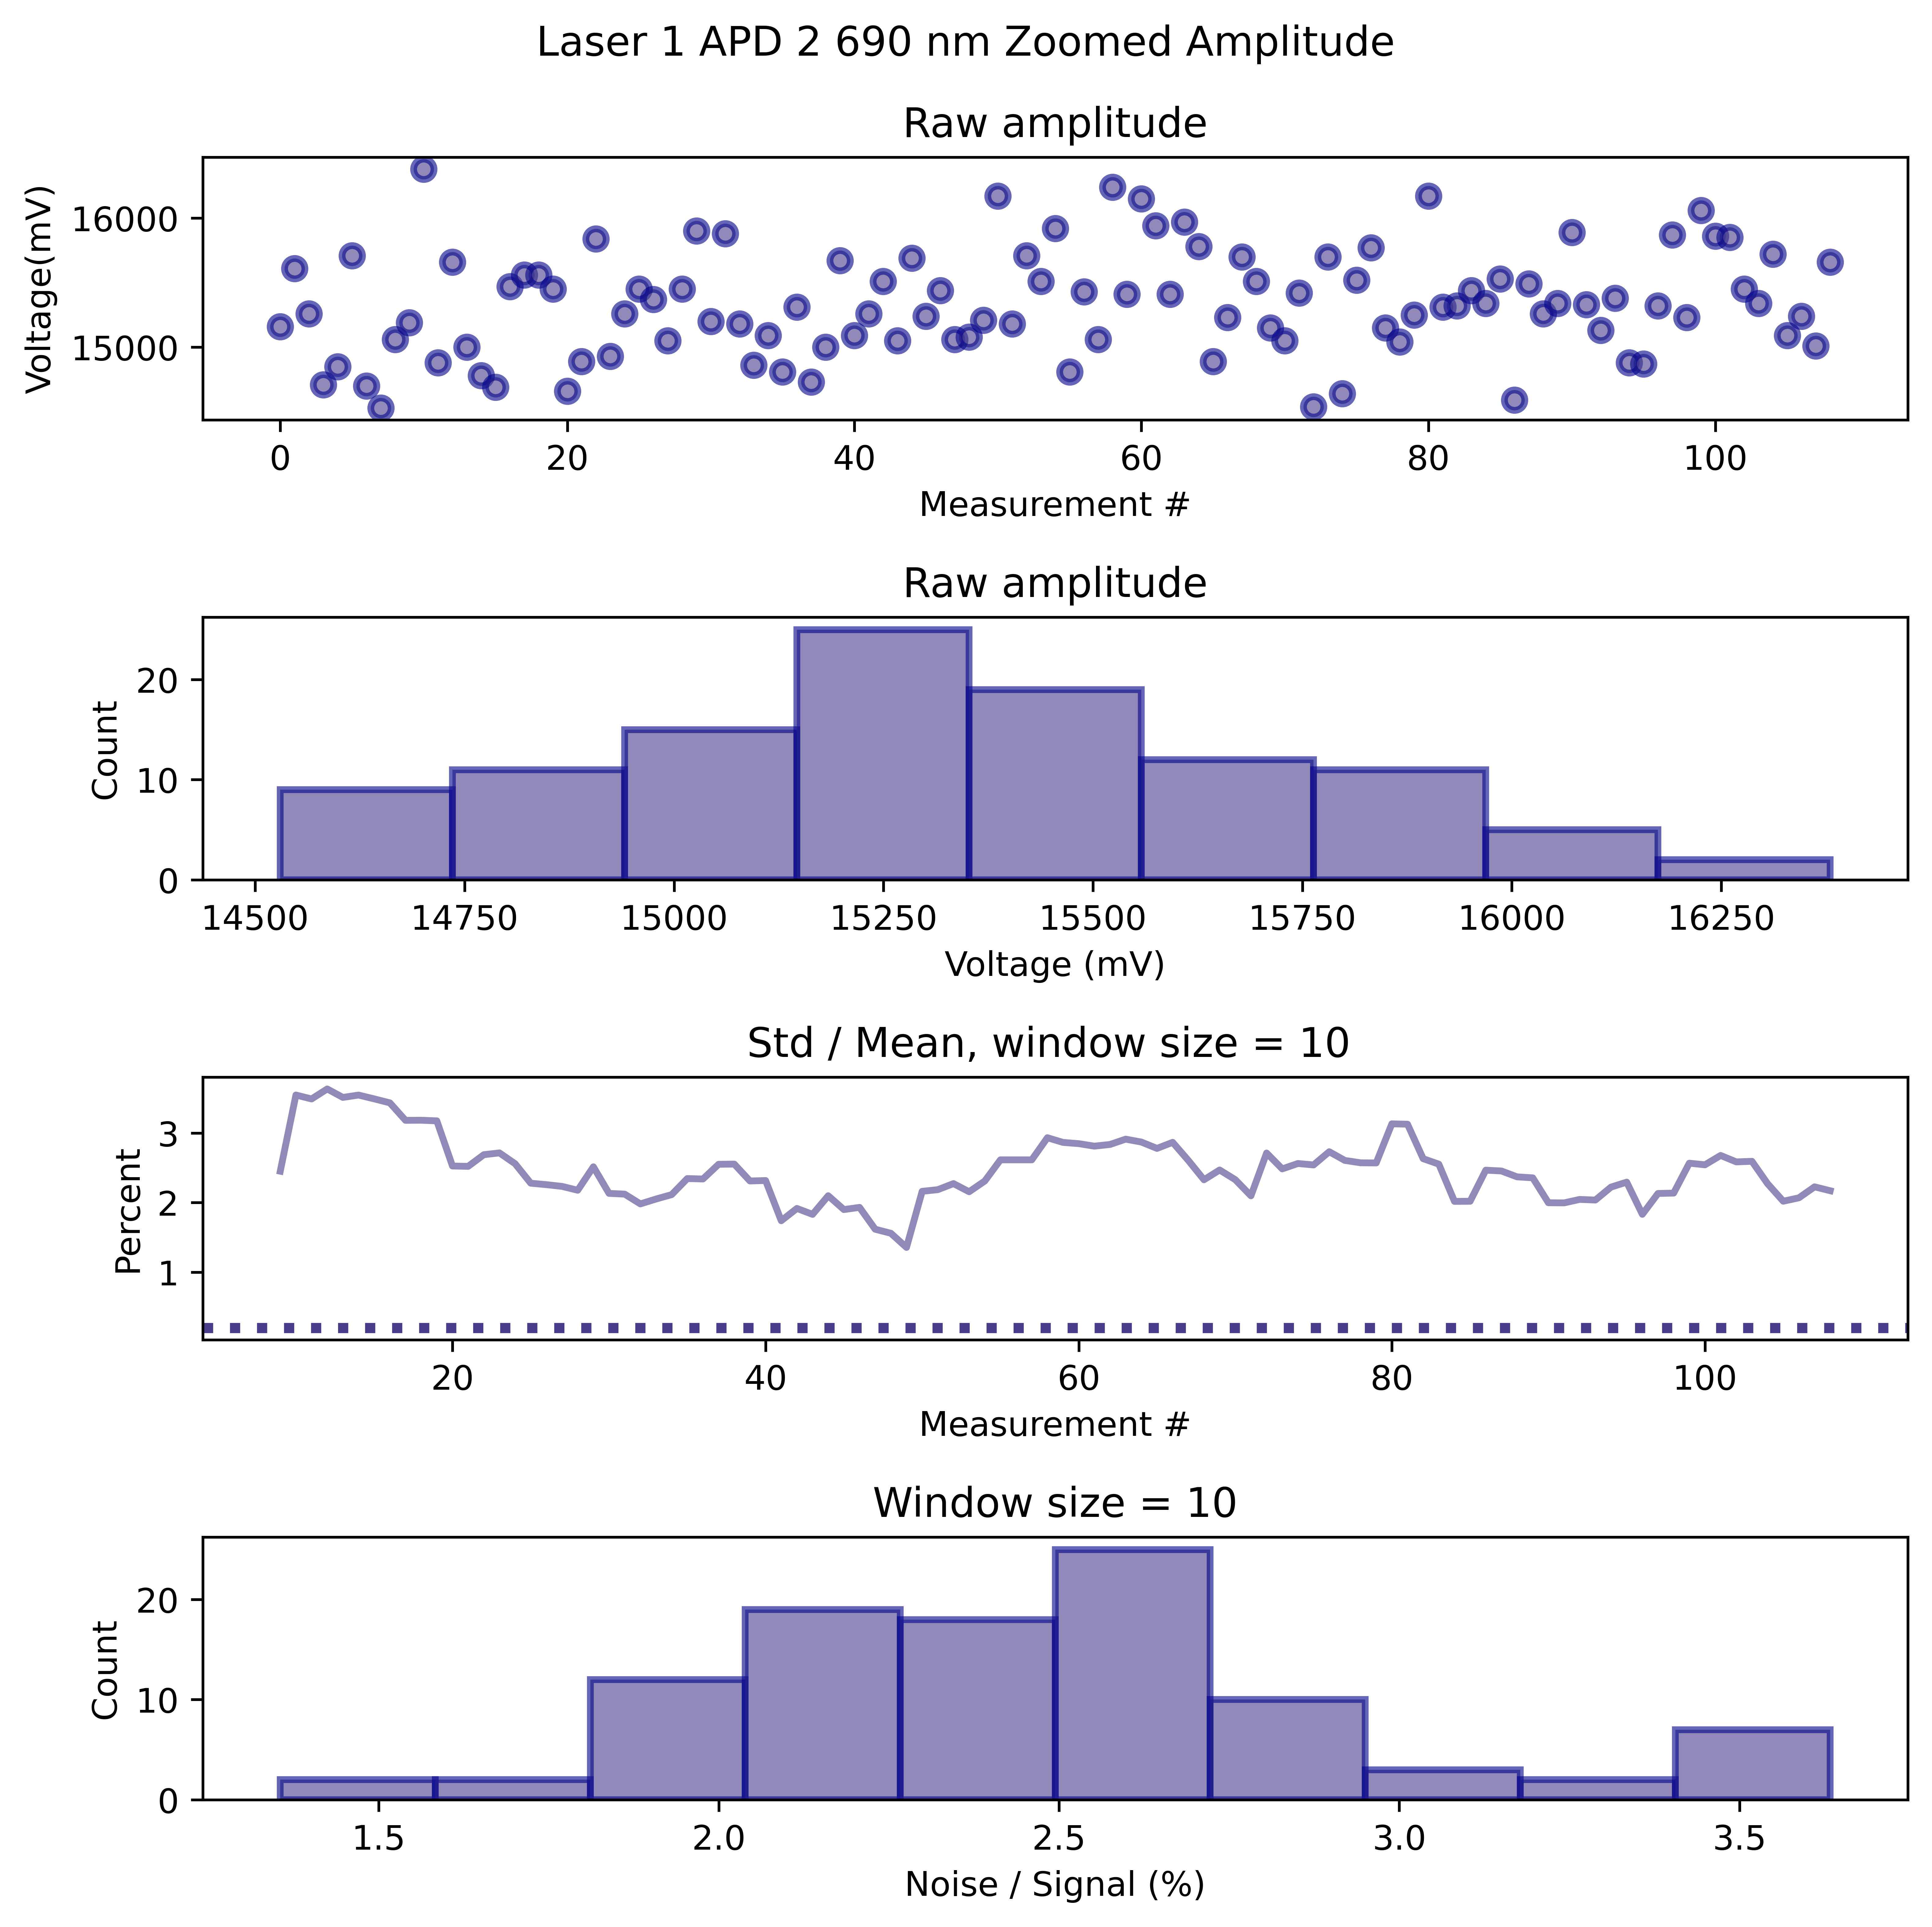 Laser 1 APD 2 690 nm Zoomed Amplitude
Raw amplitude
Voltage(mV)
16000
15000
0 20 40 60 80 100
Measurement #
Raw amplitude
Count
20
10
0
14500 14750 15000 15250 15500 15750 16000 16250
Voltage (mV)
Std / Mean, window size = 10
Percent
3
2
1
20 40 60 80 100
Measurement #
Window size = 10
Count
20
10
0
1.5 2.0 2.5 3.0 3.5
Noise / Signal (%)